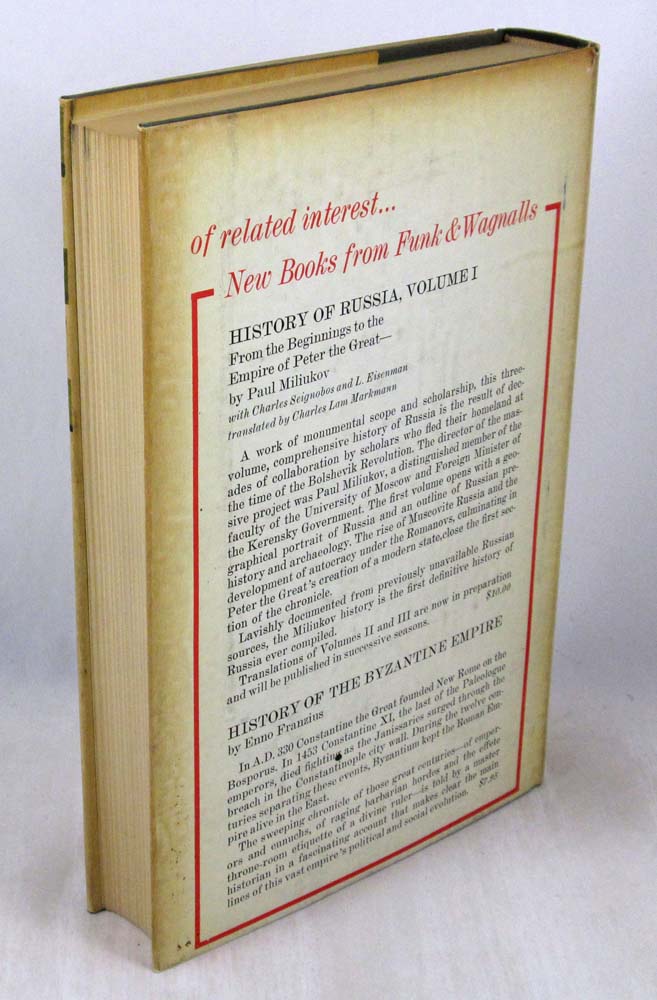 of related interest...
New Books from Funk & Wagnalls
HISTORY OF RUSSIA, VOLUME I
From the Beginnings to the
Empire of Peter the Great—
by Paul Miliukov
with Charles Seignobos and L. Eisenman
translated by Charles Lam Markmann
A work of monumental scope and scholarship, this three-
volume, comprehensive history of Russia is the result of dec-
ades of collaboration by scholars who fled their homeland at
the time of the Bolshevik Revolution. The director of the mas-
sive project was Paul Miliukov, a distinguished member of the
faculty of the University of Moscow and Foreign Minister of
the Kerensky Government. The first volume opens with a geo-
graphical portrait of Russia and an outline of Russian pre-
history and archaeology. The rise of Muscovite Russia and the
development of autocracy under the Romanovs, culminating in
Peter the Great's creation of a modern state, close the first sec-
tion of the chronicle.
Lavishly documented from previously unavailable Russian
sources, the Miliukov history is the first definitive history of
Russia ever compiled.
Translations of Volumes II and III are now in preparation
and will be published in successive seasons. $10.00
HISTORY OF THE BYZANTINE EMPIRE
by Enno Franzius
In A.D. 330 Constantine the Great founded New Rome on the
Bosporus. In 1453 Constantine XI, the last of the Paleologue
emperors, died fighting as the Janissaries surged through the
breach in the Constantinople city wall. During the twelve cen-
turies separating these events, Byzantium kept the Roman Em-
pire alive in the East.
The sweeping chronicle of those great centuries—of emper-
ors and eunuchs, of raging barbarian hordes and the effete
throne-room etiquette of a divine ruler—is told by a master
historian in a fascinating account that makes clear the main
lines of this vast empire's political and social evolution. $7.95